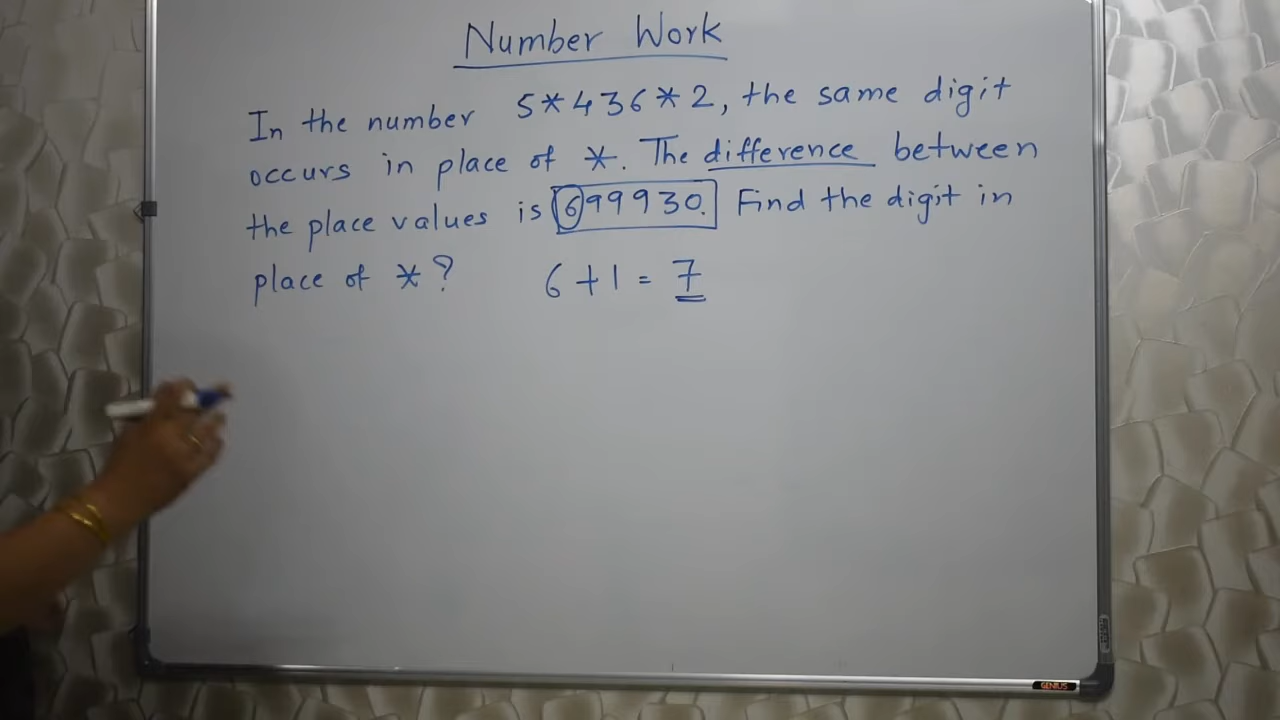 Number Work
In the number 5*436*2, the same digit
occurs in place of *. The difference between
the place values is 699930. Find the digit in
place of *? 6+1=7
GENIUS